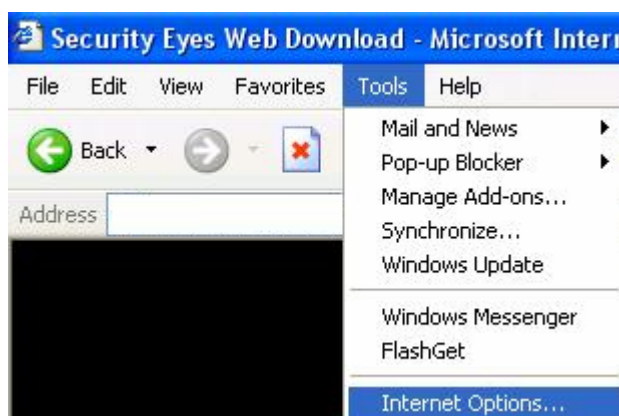 Security Eyes Web Download - Microsoft Intern
File Edit View Favorites Tools Help
Back
Address
Mail and News
Pop-up Blocker
Manage Add-ons...
Synchronize...
Windows Update
Windows Messenger
FlashGet
Internet Options...